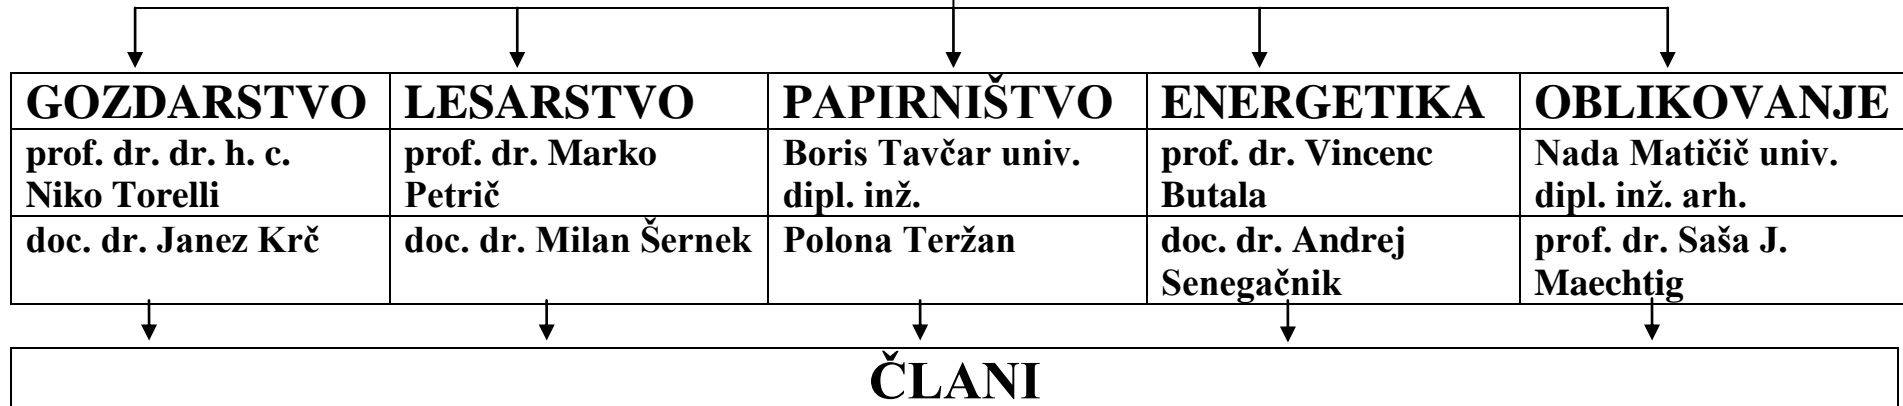 GOZDARSTVO
LESARSTVO
PAPIRNIŠTVO
ENERGETIKA
OBLIKOVANJE
prof. dr. dr. h. c.
Niko Torelli
prof. dr. Marko
Petrič
Boris Tavčar univ.
dipl. inž.
prof. dr. Vincenc
Butala
Nada Matičič univ.
dipl. inž. arh.
doc. dr. Janez Krč
doc. dr. Milan Šernek
Polona Teržan
doc. dr. Andrej
Senegačnik
prof. dr. Saša J.
Maechtig
ČLANI